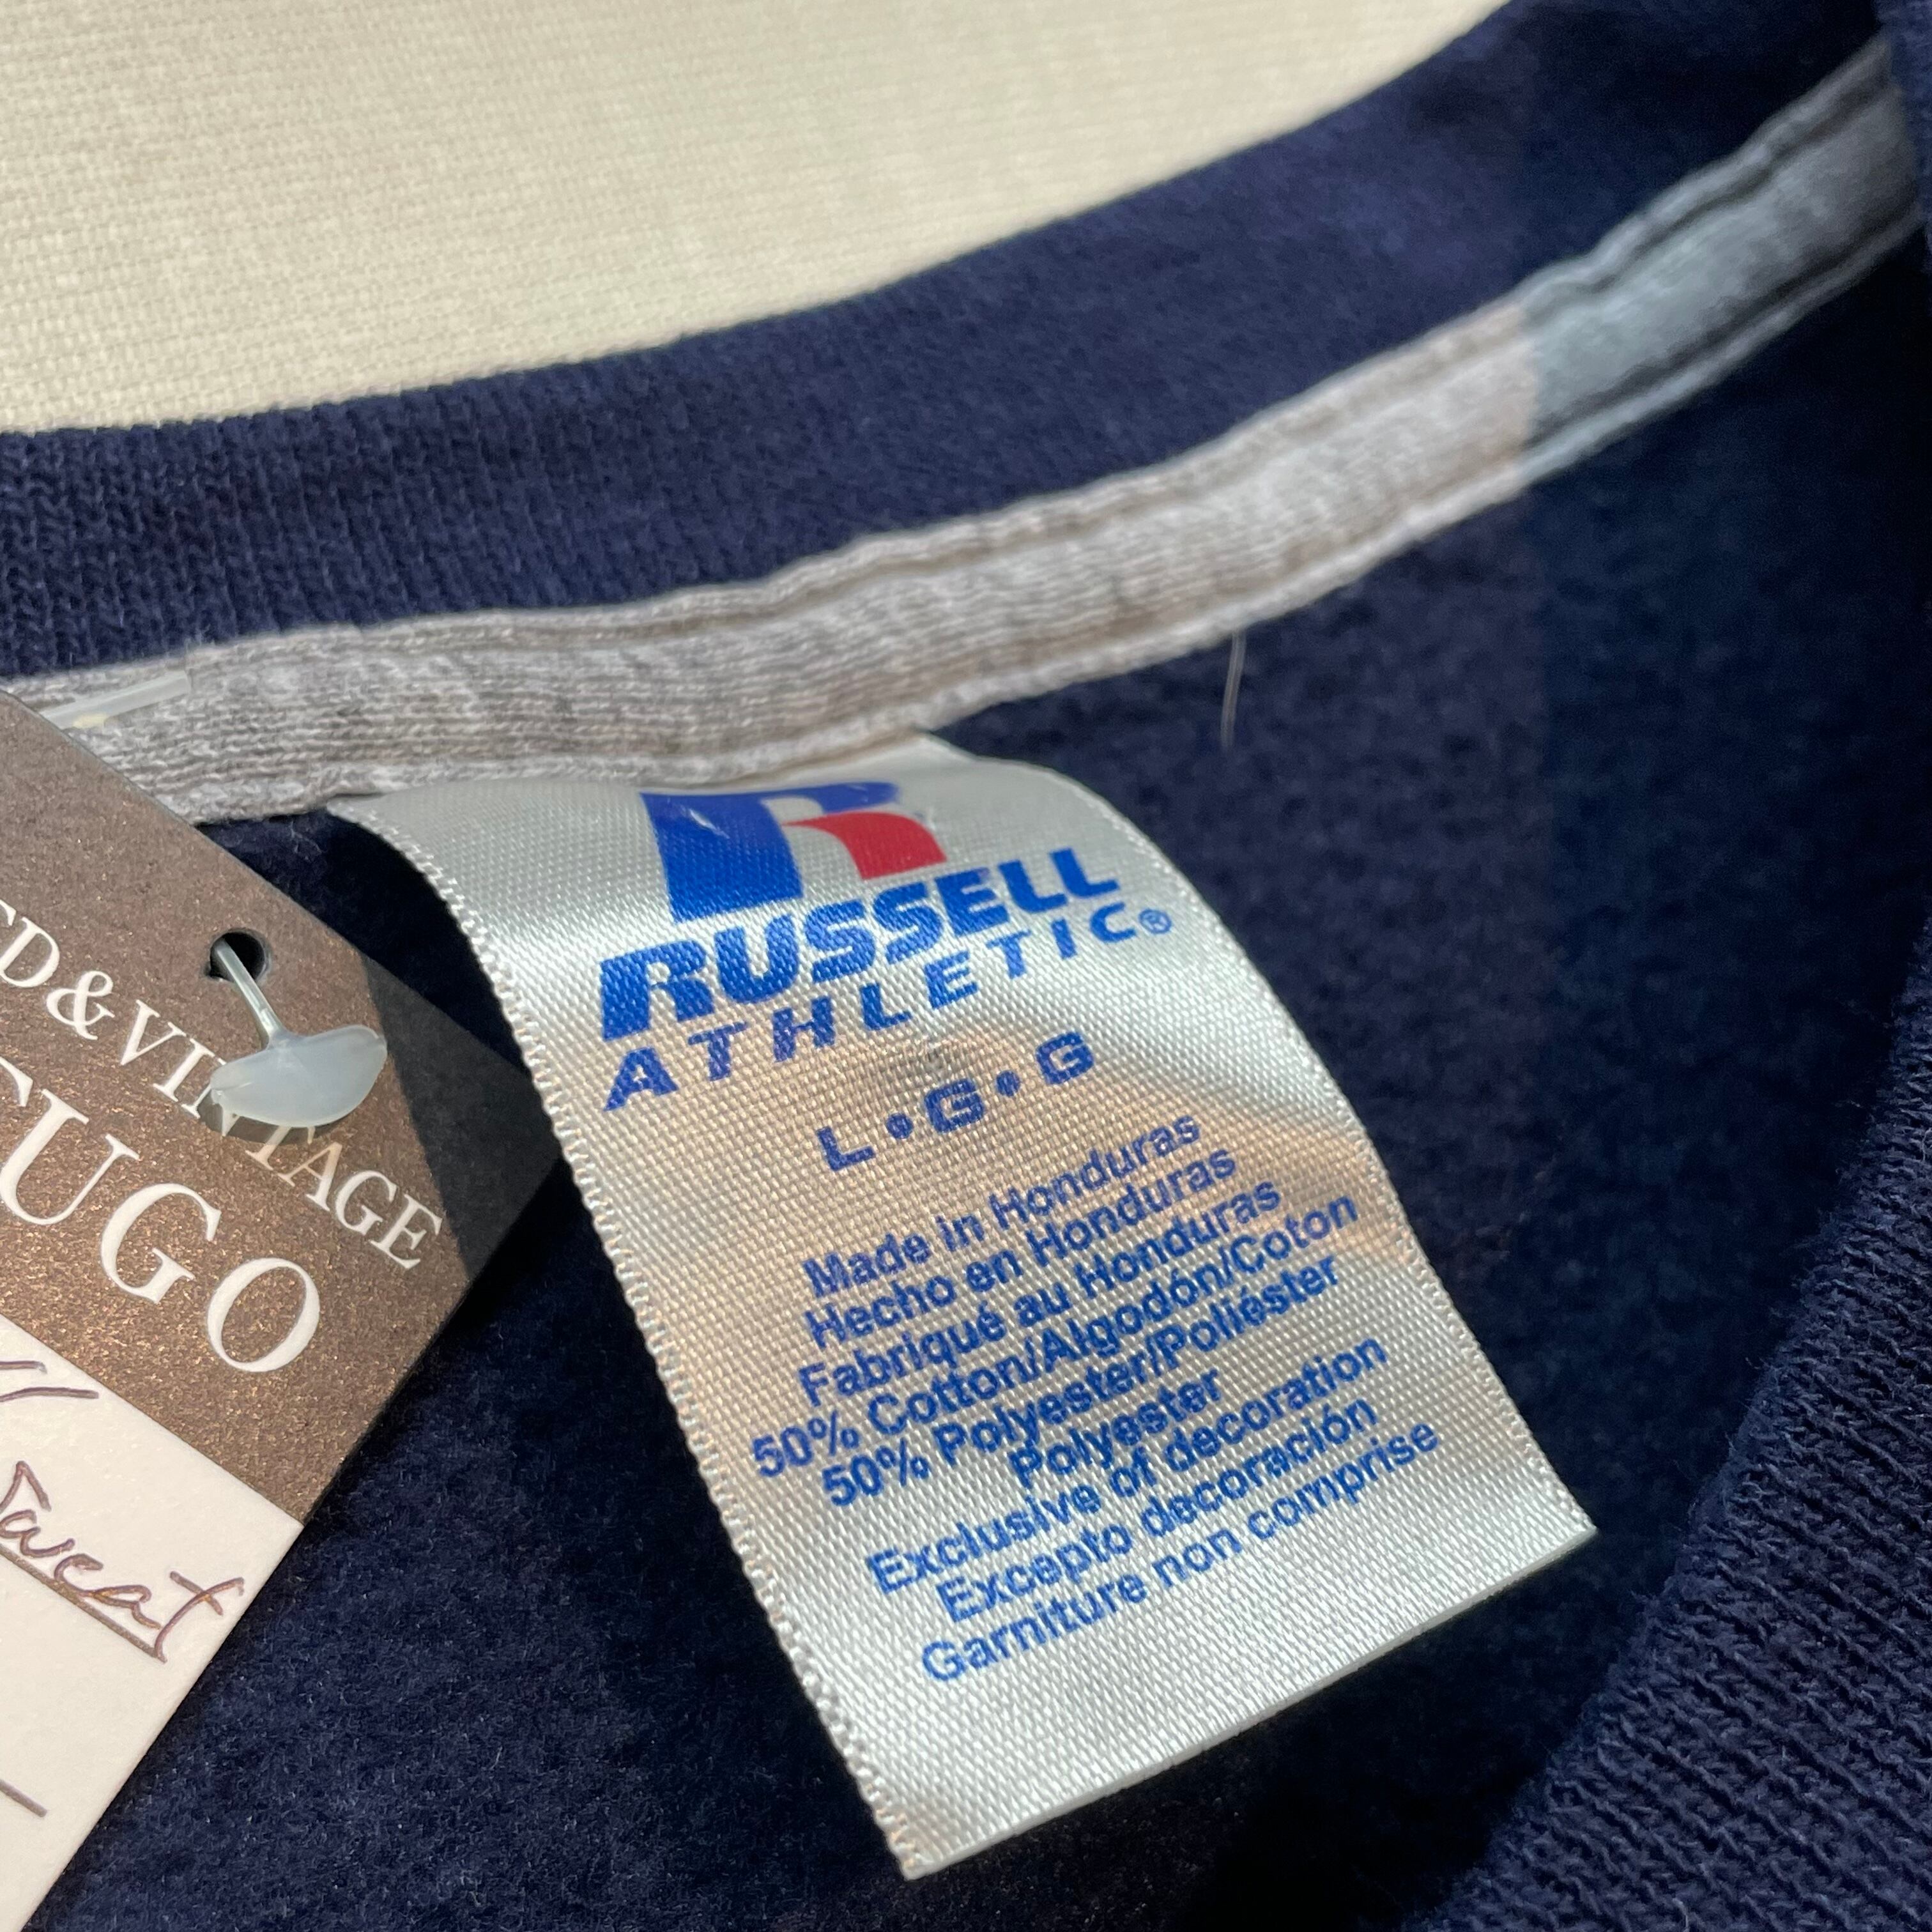 RUSSELL
ATHLETIC®
L•G•G
Made in Honduras
Hecho en Honduras
Fabriqué au Honduras
50% Cotton/Algodón/Coton
50% Polyester/Poliéster
Polyester
Exclusive of decoration
Excepto decoración
Garniture non comprise
&VINTAGE
UGO
Sweat